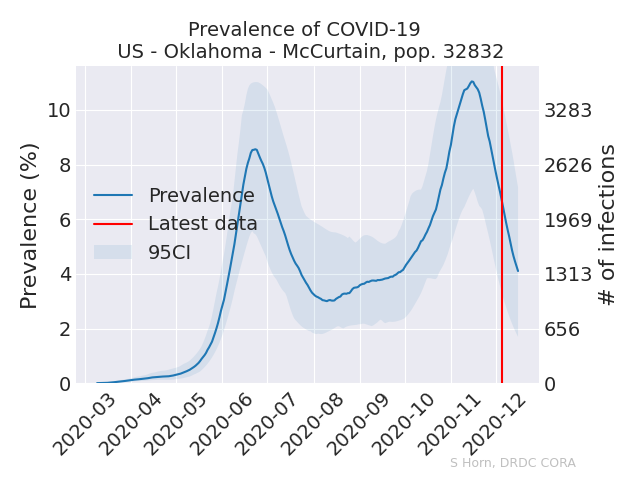 Prevalence of COVID-19
US - Oklahoma - McCurtain, pop. 32832
Prevalence (%)
10
8
6
4
2
0
3283
2626
1969
1313
656
0
# of infections
Prevalence
Latest data
95CI
2020-03
2020-04
2020-05
2020-06
2020-07
2020-08
2020-09
2020-10
2020-11
2020-12
S Horn, DRDC CORA